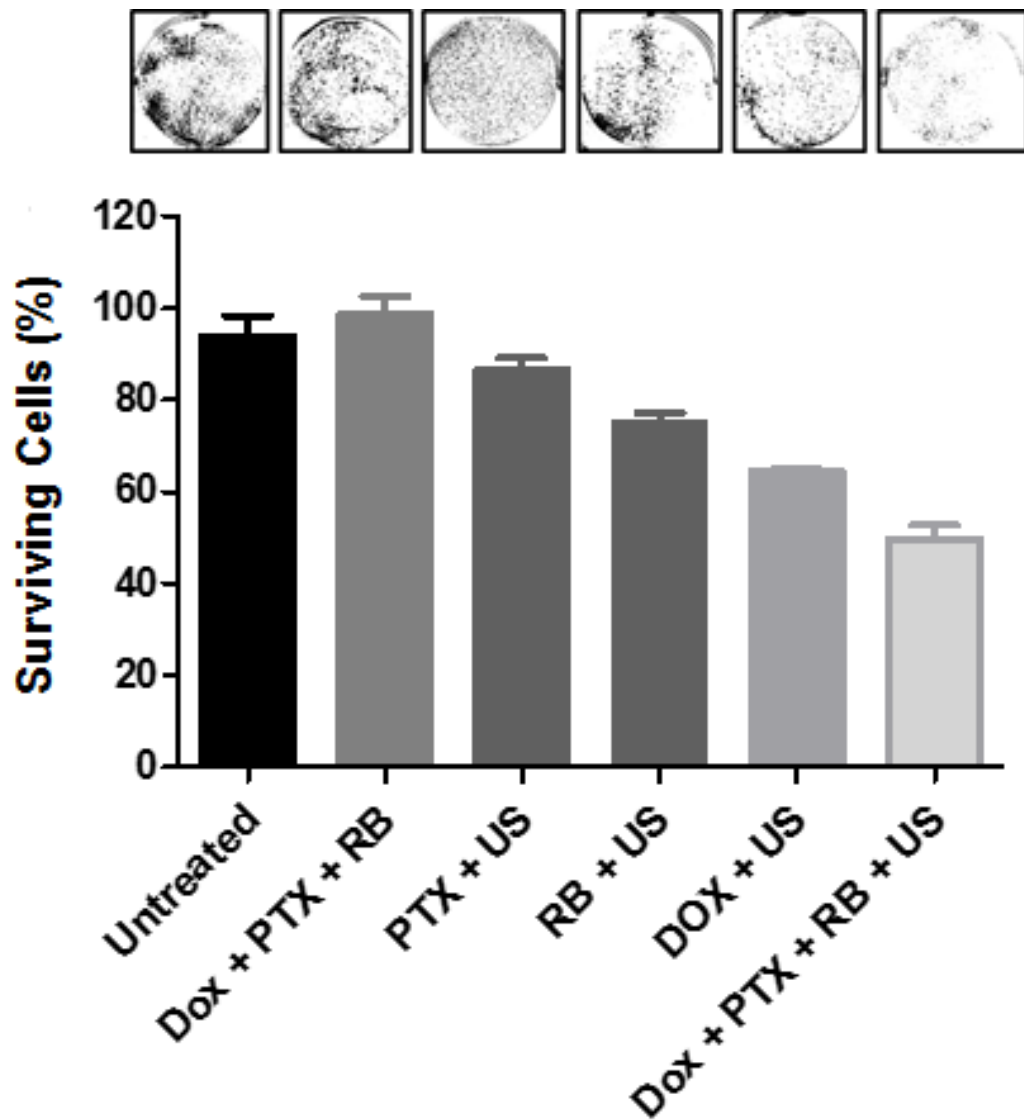 120
100
80
60
40
20
0
Surviving Cells (%)
Untreated
Dox + PTX + RB
PTX + US
RB + US
DOX + US
Dox + PTX + RB + US